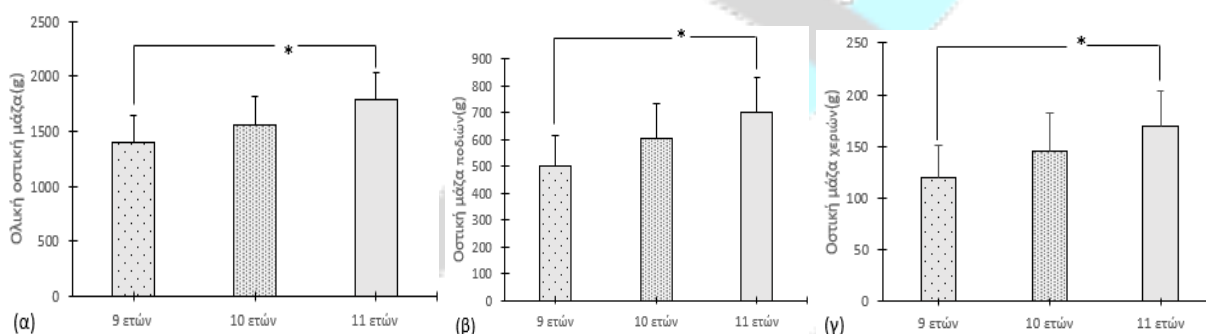 2500
2000
1500
1000
500
0
Ολική οστική μάζα(g)
*
9 ετών
10 ετών
11 ετών
(α)
900
800
700
600
500
400
300
200
100
0
Οστική μάζα ποδιών(g)
*
9 ετών
10 ετών
11 ετών
(β)
250
200
150
100
50
0
Οστική μάζα χεριών(g)
*
9 ετών
10 ετών
11 ετών
(γ)